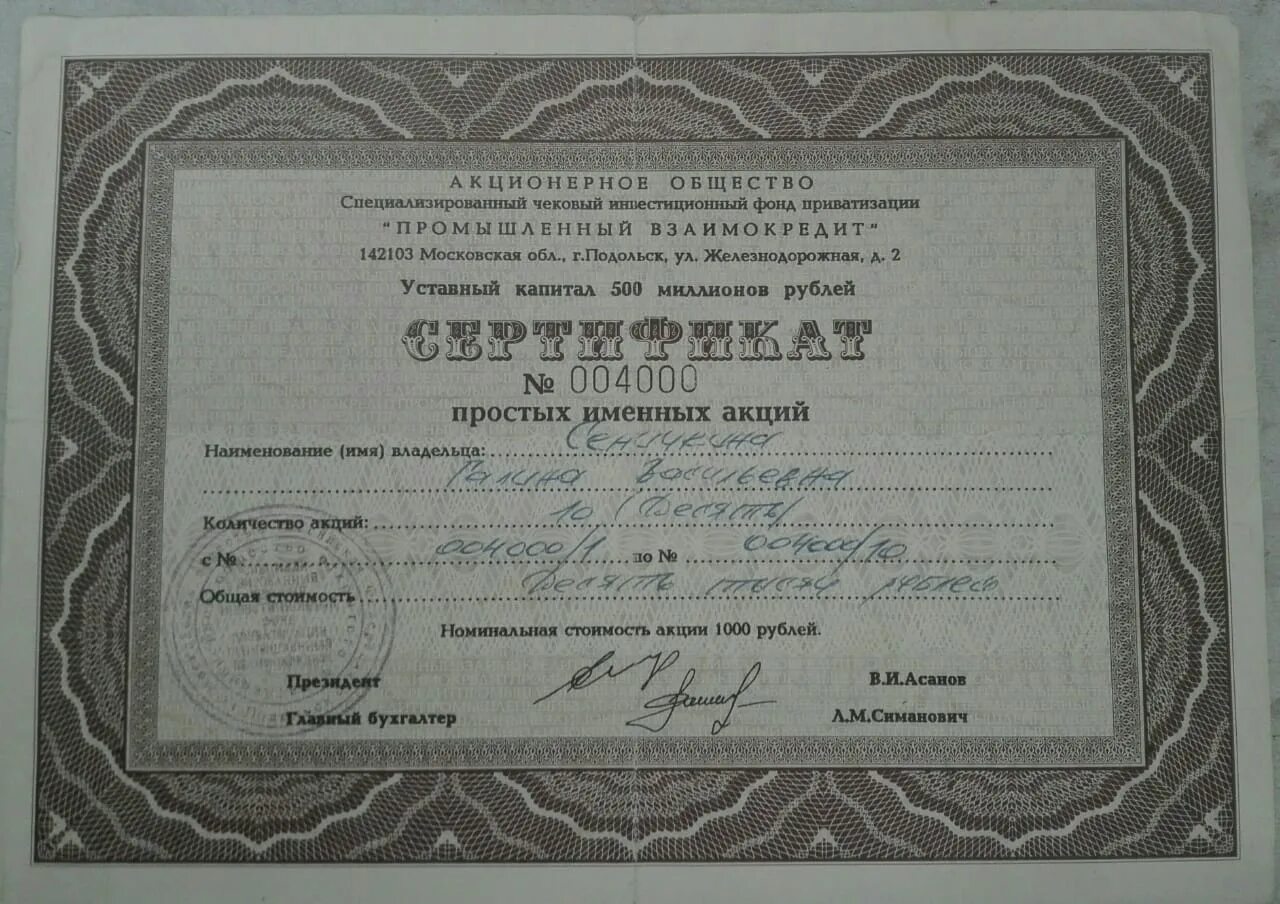 АКЦИОНЕРНОЕ ОБЩЕСТВО
Специализированный чековый инвестиционный фонд приватизации
"ПРОМЫШЛЕННЫЙ ВЗАИМОКРЕДИТ"
142103 Московская обл., г.Подольск, ул. Железнодорожная, д. 2
Уставный капитал 500 миллионов рублей
СЕРТИФИКАТ
№ 004000
простых именных акций
Наименование (имя) владельца: Сеничкина
Галина Васильевна
Количество акций: 10 (Десять)
с № 004000/1 по № 004000/10
Общая стоимость Десять тысяч рублей
Номинальная стоимость акции 1000 рублей.
Президент В.И.Асанов
Главный бухгалтер Л.М.Симанович